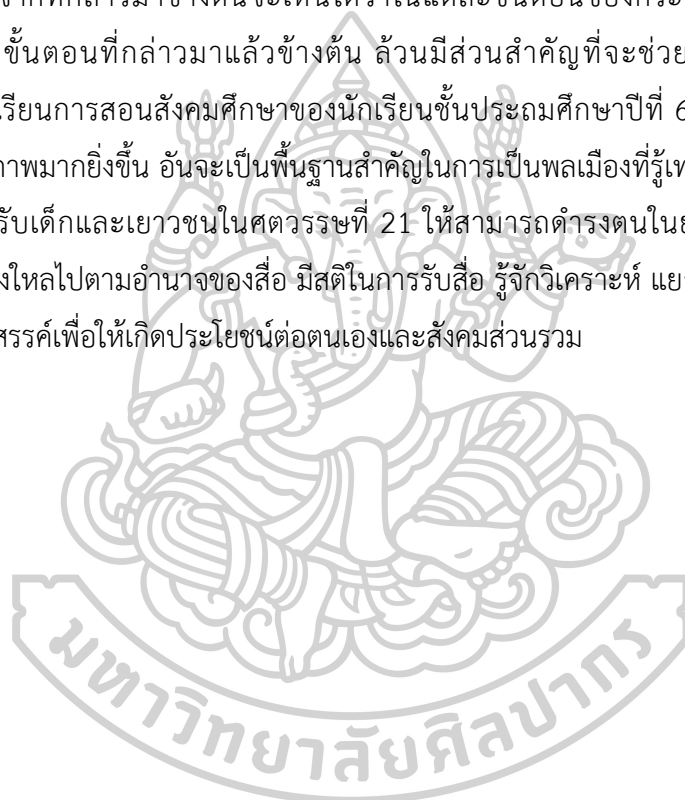 ขั้นตอนที่กล่าวมาแล้วข้างต้น ล้วนมีส่วนสำคัญที่จะช่วย
เรียนการสอนสังคมศึกษาของนักเรียนชั้นประถมศึกษาปีที่ 6
ภาพมากยิ่งขึ้น อันจะเป็นพื้นฐานสำคัญในการเป็นพลเมืองที่รู้เท
รับเด็กและเยาวชนในศตวรรษที่ 21 ให้สามารถดำรงตนในย
งใหลไปตามอำนาจของสื่อ มีสติในการรับสื่อ รู้จักวิเคราะห์ แย
สรรค์เพื่อให้เกิดประโยชน์ต่อตนเองและสังคมส่วนรวม
มหาวิทยาลัยศิลปากร